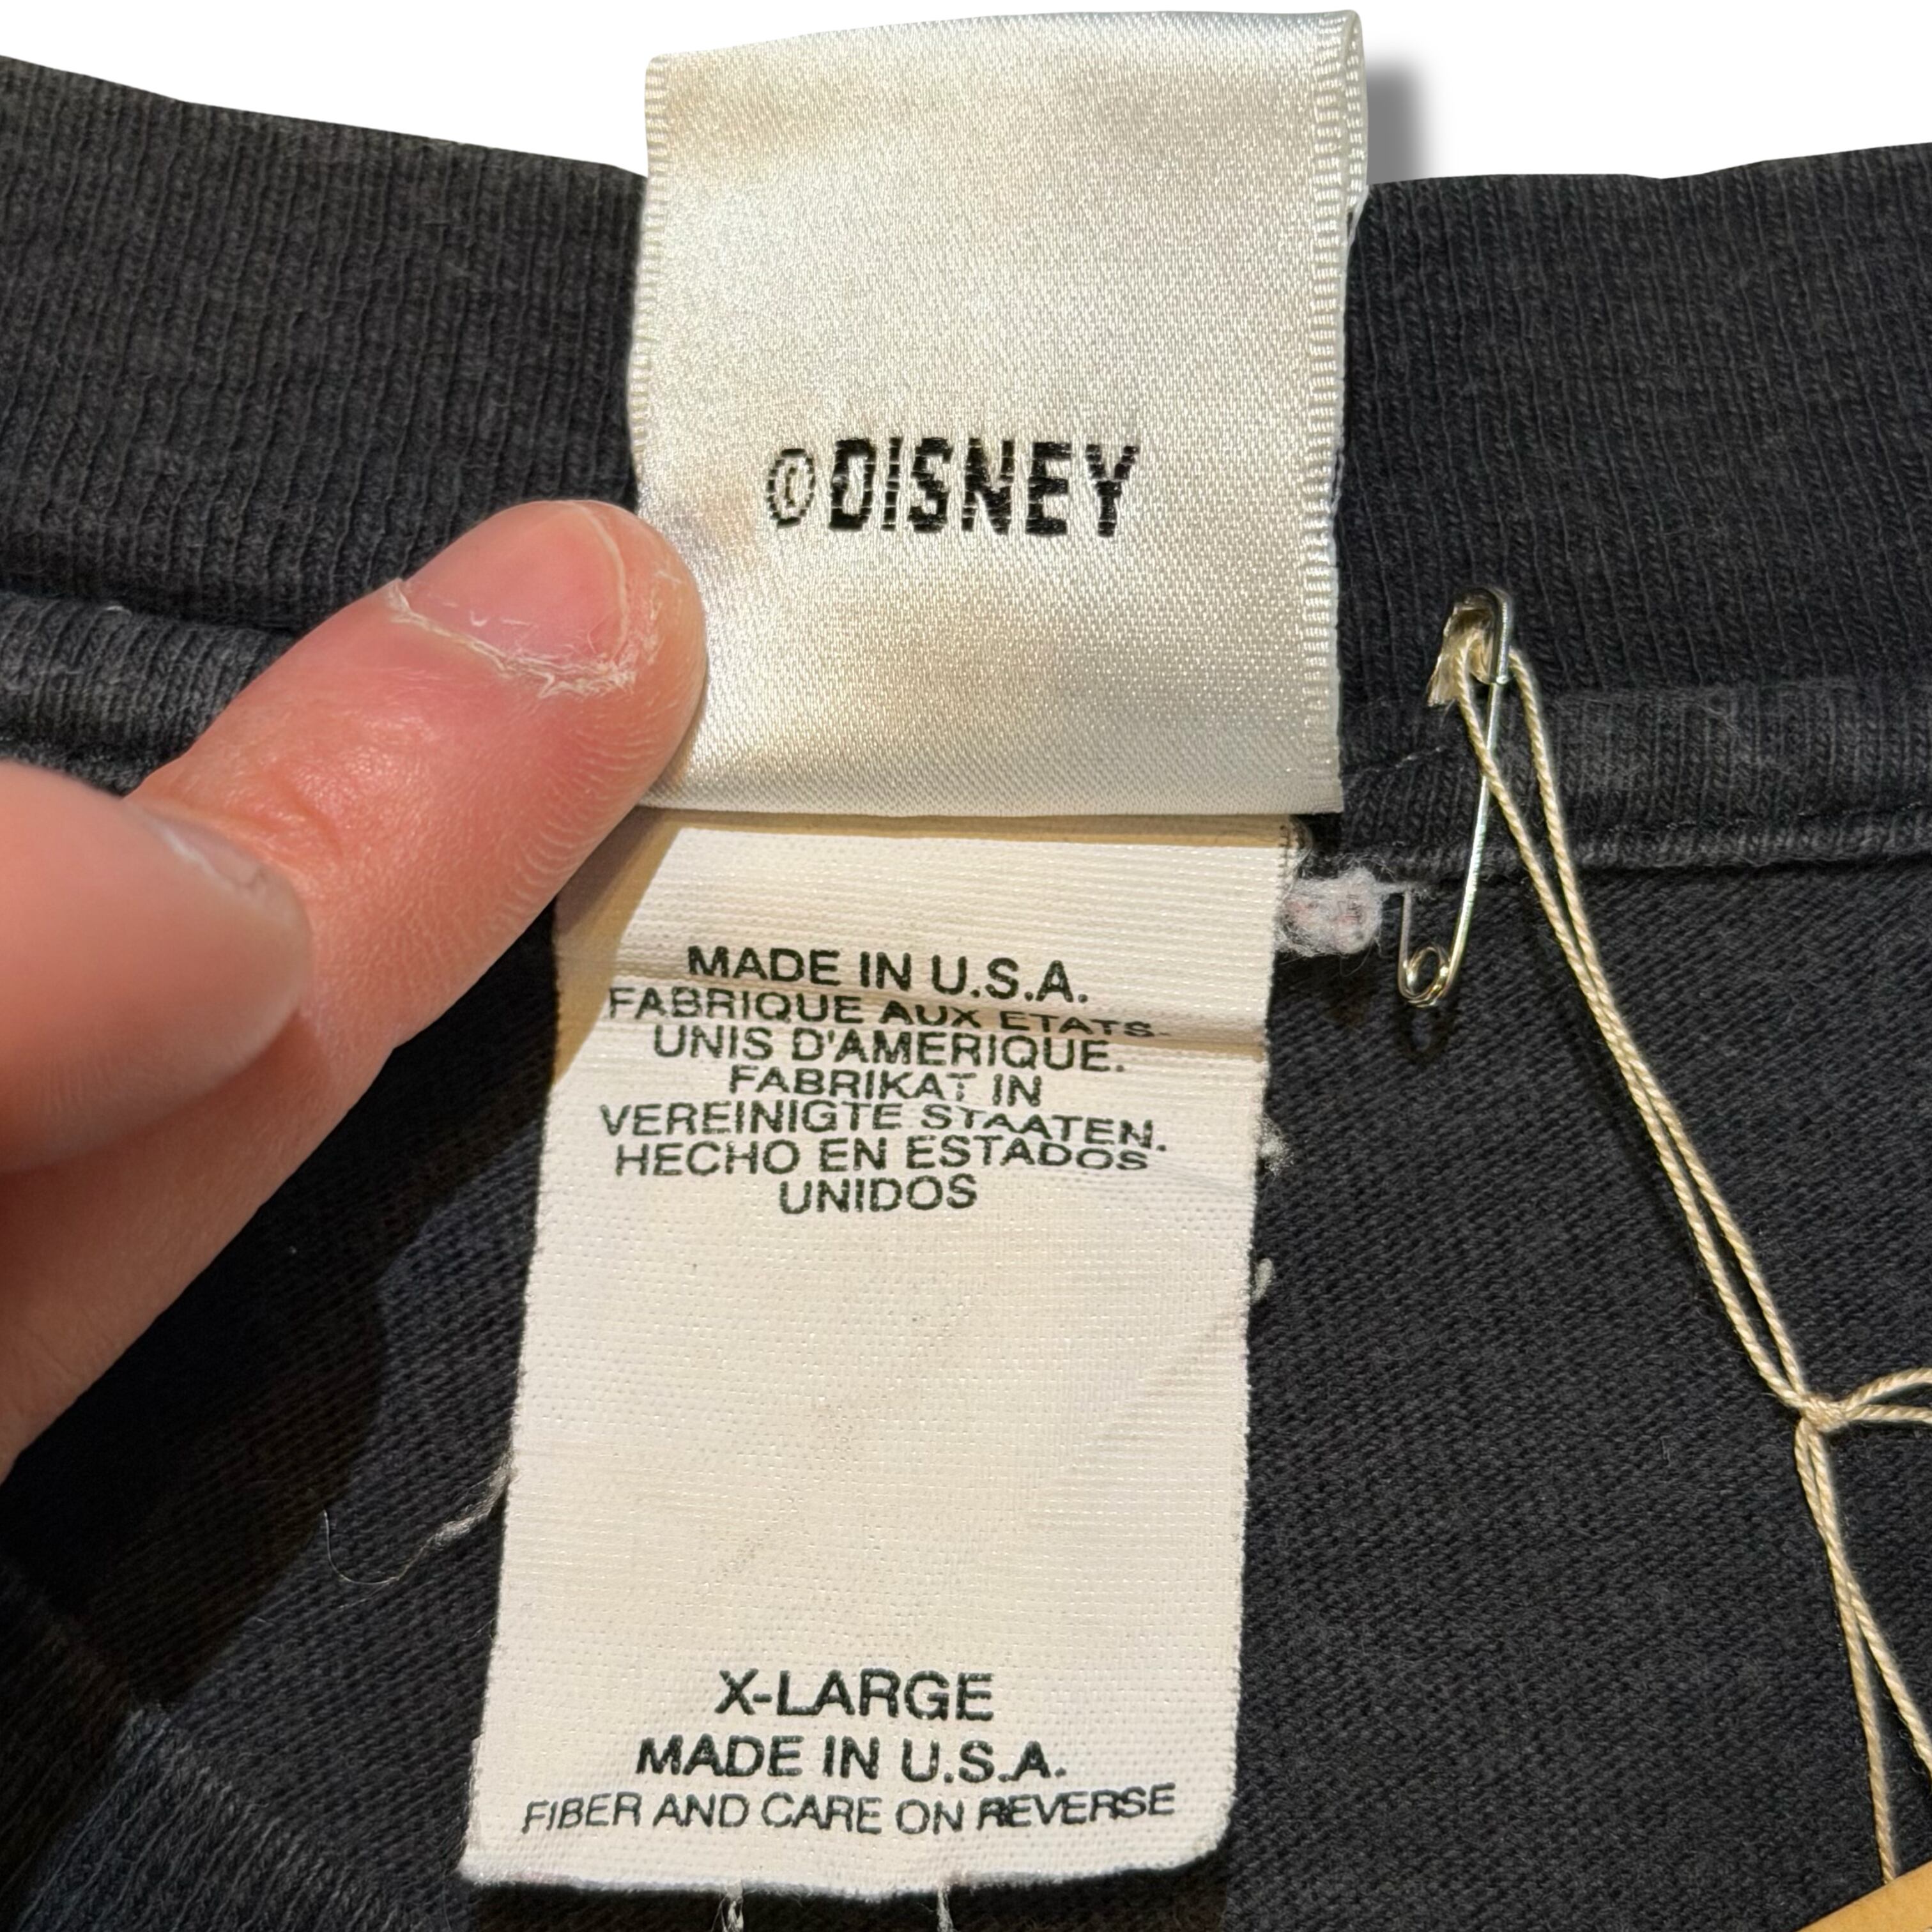 ©DISNEY
MADE IN U.S.A.
FABRIQUE AUX ETATS-
UNIS D'AMERIQUE.
FABRIKAT IN
VEREINIGTE STAATEN.
HECHO EN ESTADOS
UNIDOS
X-LARGE
MADE IN U.S.A.
FIBER AND CARE ON REVERSE